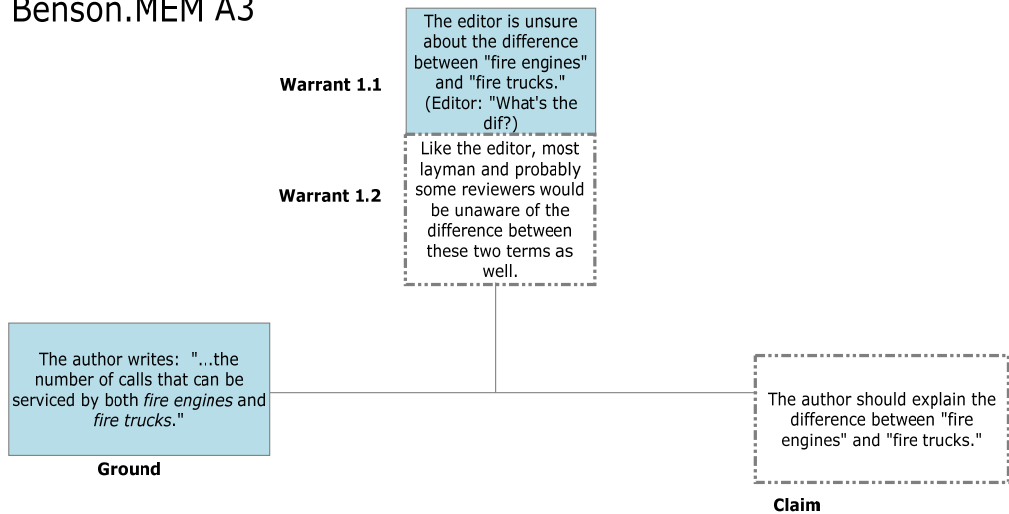 Benson.MEM A3
The editor is unsure
about the difference
between "fire engines"
and "fire trucks."
(Editor: "What's the
dif?)
Warrant 1.1
Like the editor, most
layman and probably
some reviewers would
be unaware of the
difference between
these two terms as
well.
Warrant 1.2
The author writes:  "...the
number of calls that can be
serviced by both fire engines and
fire trucks."
Ground
The author should explain the
difference between "fire
engines" and "fire trucks."
Claim